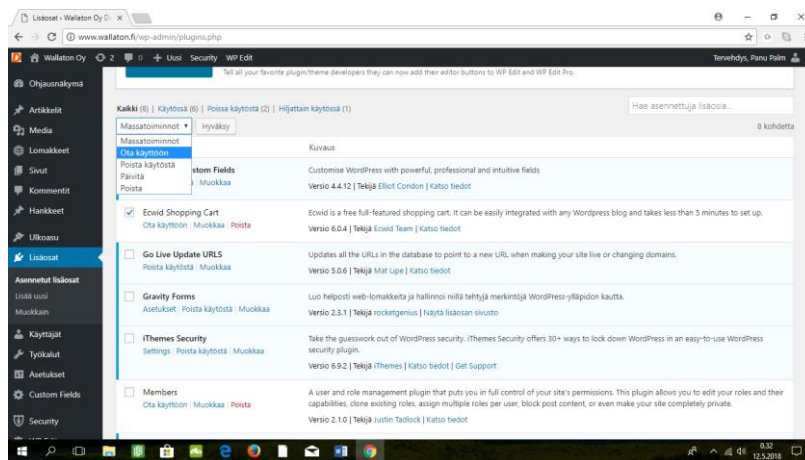 Lisäosat ‹ Wallaton Oy
www.wallaton.fi/wp-admin/plugins.php
Wallaton Oy 2 0 + Uusi Security WP Edit Tervehdys, Panu Palm
Tell all your favorite plugin/theme developers they can now add their editor buttons to WP Edit and WP Edit Pro.
Ohjausnäkymä
Artikkelit
Media
Lomakkeet
Sivut
Kommentit
Hankkeet
Ulkoasu
Lisäosat
Asennetut lisäosat
Lisää uusi
Muokkain
Käyttäjät
Työkalut
Asetukset
Custom Fields
Security
Kaikki (8) | Käytössä (6) | Poissa käytöstä (2) | Hiljattain käytössä (1)
Hae asennettuja lisäosia...
Massatoiminnot Hyväksy 8 kohdetta
Massatoiminnot
Ota käyttöön
Poista käytöstä
Päivitä
Poista
Kuvaus
stom Fields
Muokkaa
Customise WordPress with powerful, professional and intuitive fields
Versio 4.4.12 | Tekijä Elliot Condon | Katso tiedot
Ecwid Shopping Cart
Ota käyttöön | Muokkaa | Poista
Ecwid is a free full-featured shopping cart. It can be easily integrated with any Wordpress blog and takes less than 5 minutes to set up.
Versio 6.0.4 | Tekijä Ecwid Team | Katso tiedot
Go Live Update URLS
Poista käytöstä | Muokkaa
Updates all the URLs in the database to point to a new URL when making your site live or changing domains.
Versio 5.0.6 | Tekijä Mat Lipe | Katso tiedot
Gravity Forms
Asetukset | Poista käytöstä | Muokkaa
Luo helposti web-lomakkeita ja hallinnoi niillä tehtyjä merkintöjä WordPress-ylläpidon kautta.
Versio 2.3.1 | Tekijä rocketgenius | Näytä lisäosan sivusto
iThemes Security
Settings | Poista käytöstä | Muokkaa
Take the guesswork out of WordPress security. iThemes Security offers 30+ ways to lock down WordPress in an easy-to-use WordPress
security plugin.
Versio 6.9.2 | Tekijä iThemes | Katso tiedot | Get Support
Members
Ota käyttöön | Muokkaa | Poista
A user and role management plugin that puts you in full control of your site's permissions. This plugin allows you to edit your roles and their
capabilities, clone existing roles, assign multiple roles per user, block post content, or even make your site completely private.
Versio 2.1.0 | Tekijä Justin Tadlock | Katso tiedot
0.32
12.5.2018